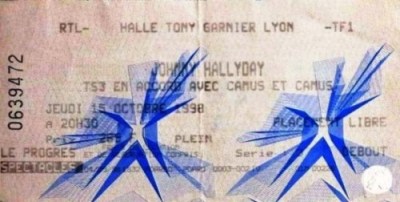 RTL- HALLE TONY GARNIER LYON -TF1
JOHNNY HALLYDAY
TS3 EN ACCORD AVEC CAMUS ET CAMUS
JEUDI 15 OCTOBRE 1998
A 20H30 PLACEMENT LIBRE
PLEIN
LE PROGRES Serie DEBOUT
SPECTACLES
0639472